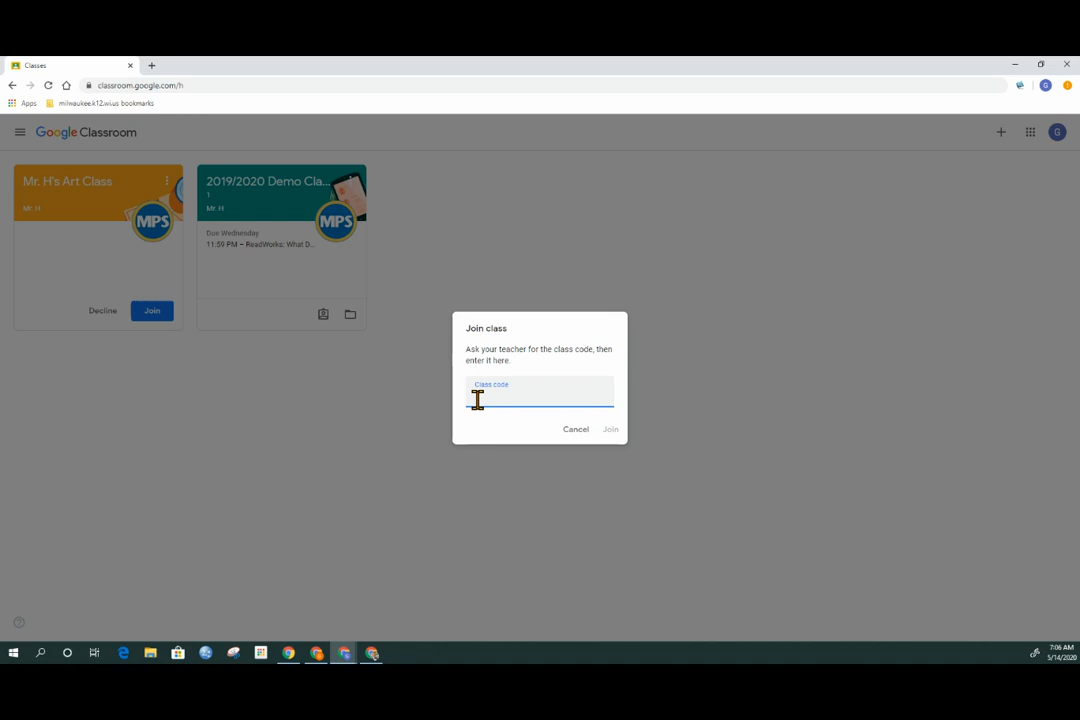 Classes
classroom.google.com/h
Apps
milwaukee.k12.wi.us bookmarks
Google Classroom
G
G
Mr. H's Art Class
Mr. H
MPS
Decline
Join
2019/2020 Demo Cla...
1
Mr. H
MPS
Due Wednesday
11:59 PM – ReadWorks: What D...
Join class
Ask your teacher for the class code, then
enter it here.
Class code
Cancel
Join
7:06 AM
5/14/2020